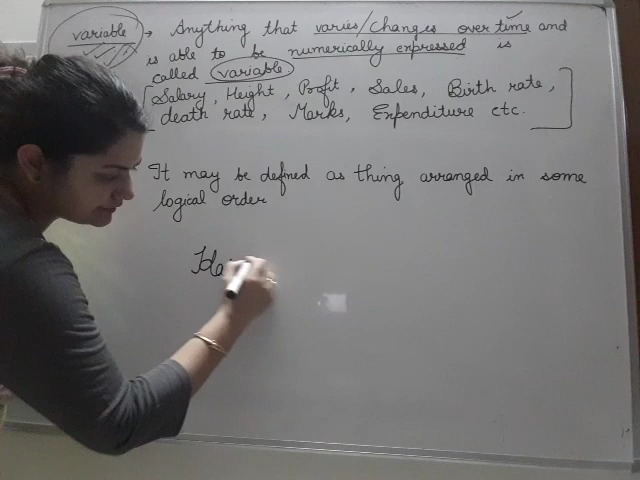 variable → Anything that varies/changes over time and
is able to be numerically expressed is
called variable
Salary, Height, Profit, Sales, Birth rate,
death rate, Marks, Expenditure etc.
It may be defined as thing arranged in some
logical order